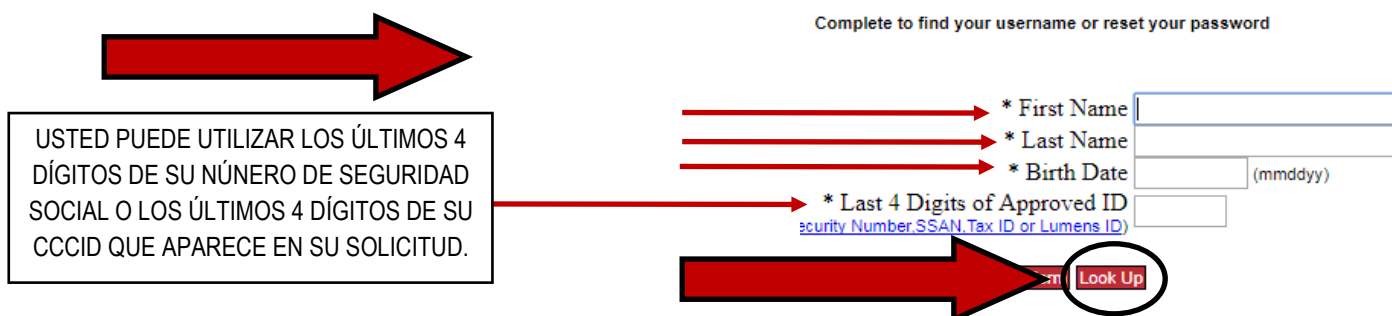 Complete to find your username or reset your password
* First Name
* Last Name
* Birth Date (mmddyy)
USTED PUEDE UTILIZAR LOS ÚLTIMOS 4
DÍGITOS DE SU NÚNERO DE SEGURIDAD
SOCIAL O LOS ÚLTIMOS 4 DÍGITOS DE SU
CCCID QUE APARECE EN SU SOLICITUD.
* Last 4 Digits of Approved ID
ecurity Number,SSAN,Tax ID or Lumens ID)
Look Up